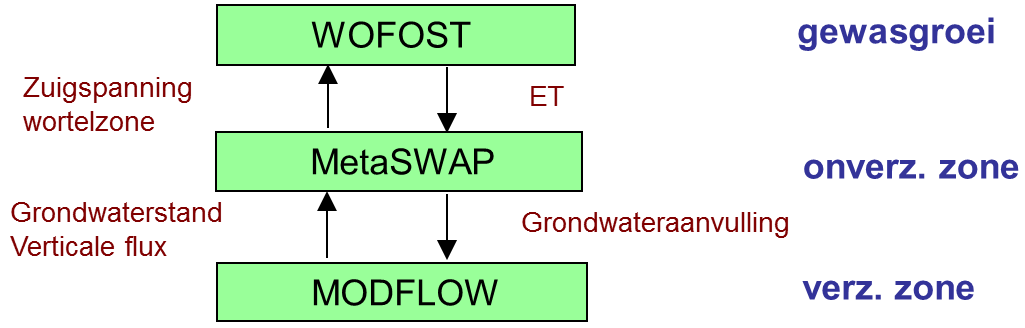 WOFOST
gewasgroei
Zuigspanning
wortelzone
ET
MetaSWAP
onverz. zone
Grondwaterstand
Verticale flux
Grondwateraanvulling
MODFLOW
verz. zone